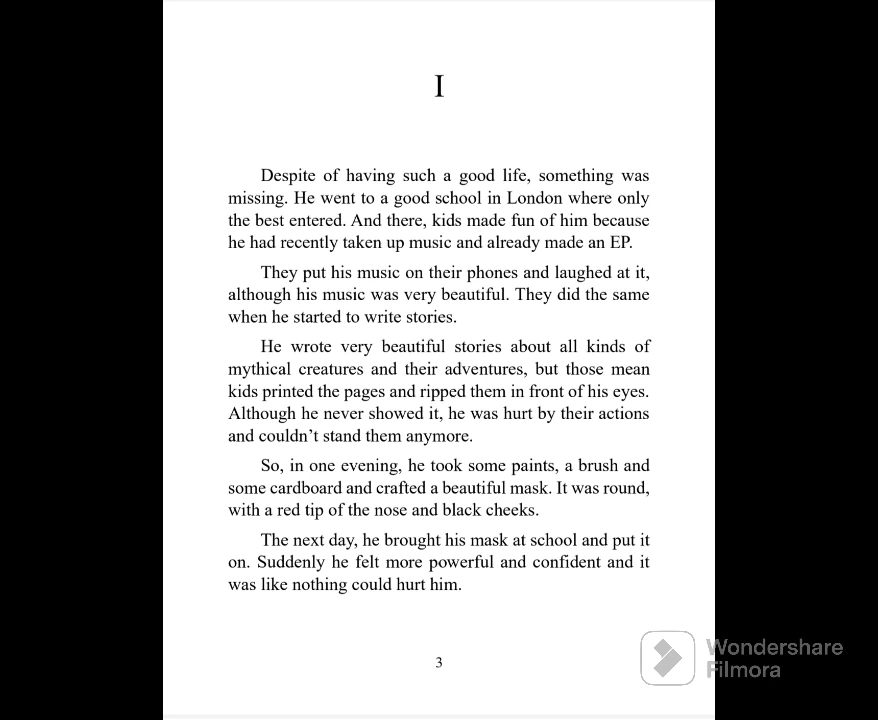 I
Despite of having such a good life, something was
missing. He went to a good school in London where only
the best entered. And there, kids made fun of him because
he had recently taken up music and already made an EP.
They put his music on their phones and laughed at it,
although his music was very beautiful. They did the same
when he started to write stories.
He wrote very beautiful stories about all kinds of
mythical creatures and their adventures, but those mean
kids printed the pages and ripped them in front of his eyes.
Although he never showed it, he was hurt by their actions
and couldn’t stand them anymore.
So, in one evening, he took some paints, a brush and
some cardboard and crafted a beautiful mask. It was round,
with a red tip of the nose and black cheeks.
The next day, he brought his mask at school and put it
on. Suddenly he felt more powerful and confident and it
was like nothing could hurt him.
3
Wondershare
Filmora